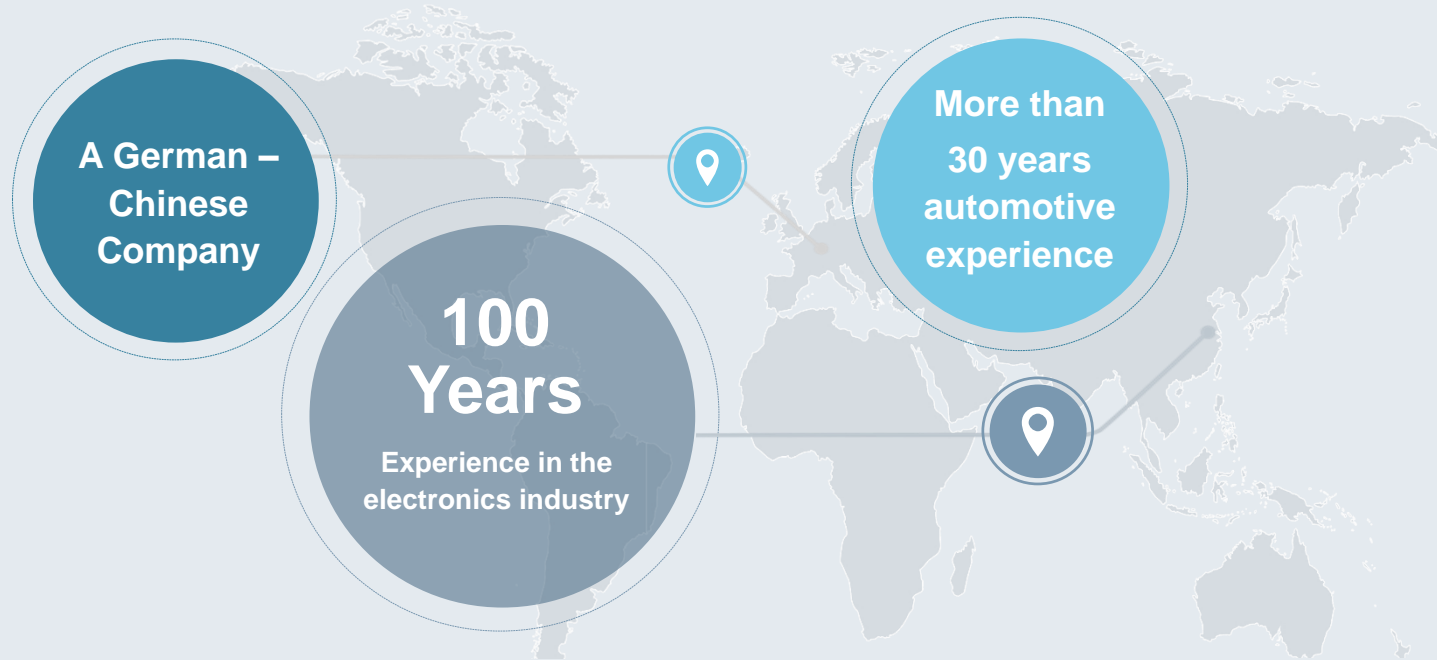 A German –
Chinese
Company
100
Years
Experience in the
electronics industry
More than
30 years
automotive
experience